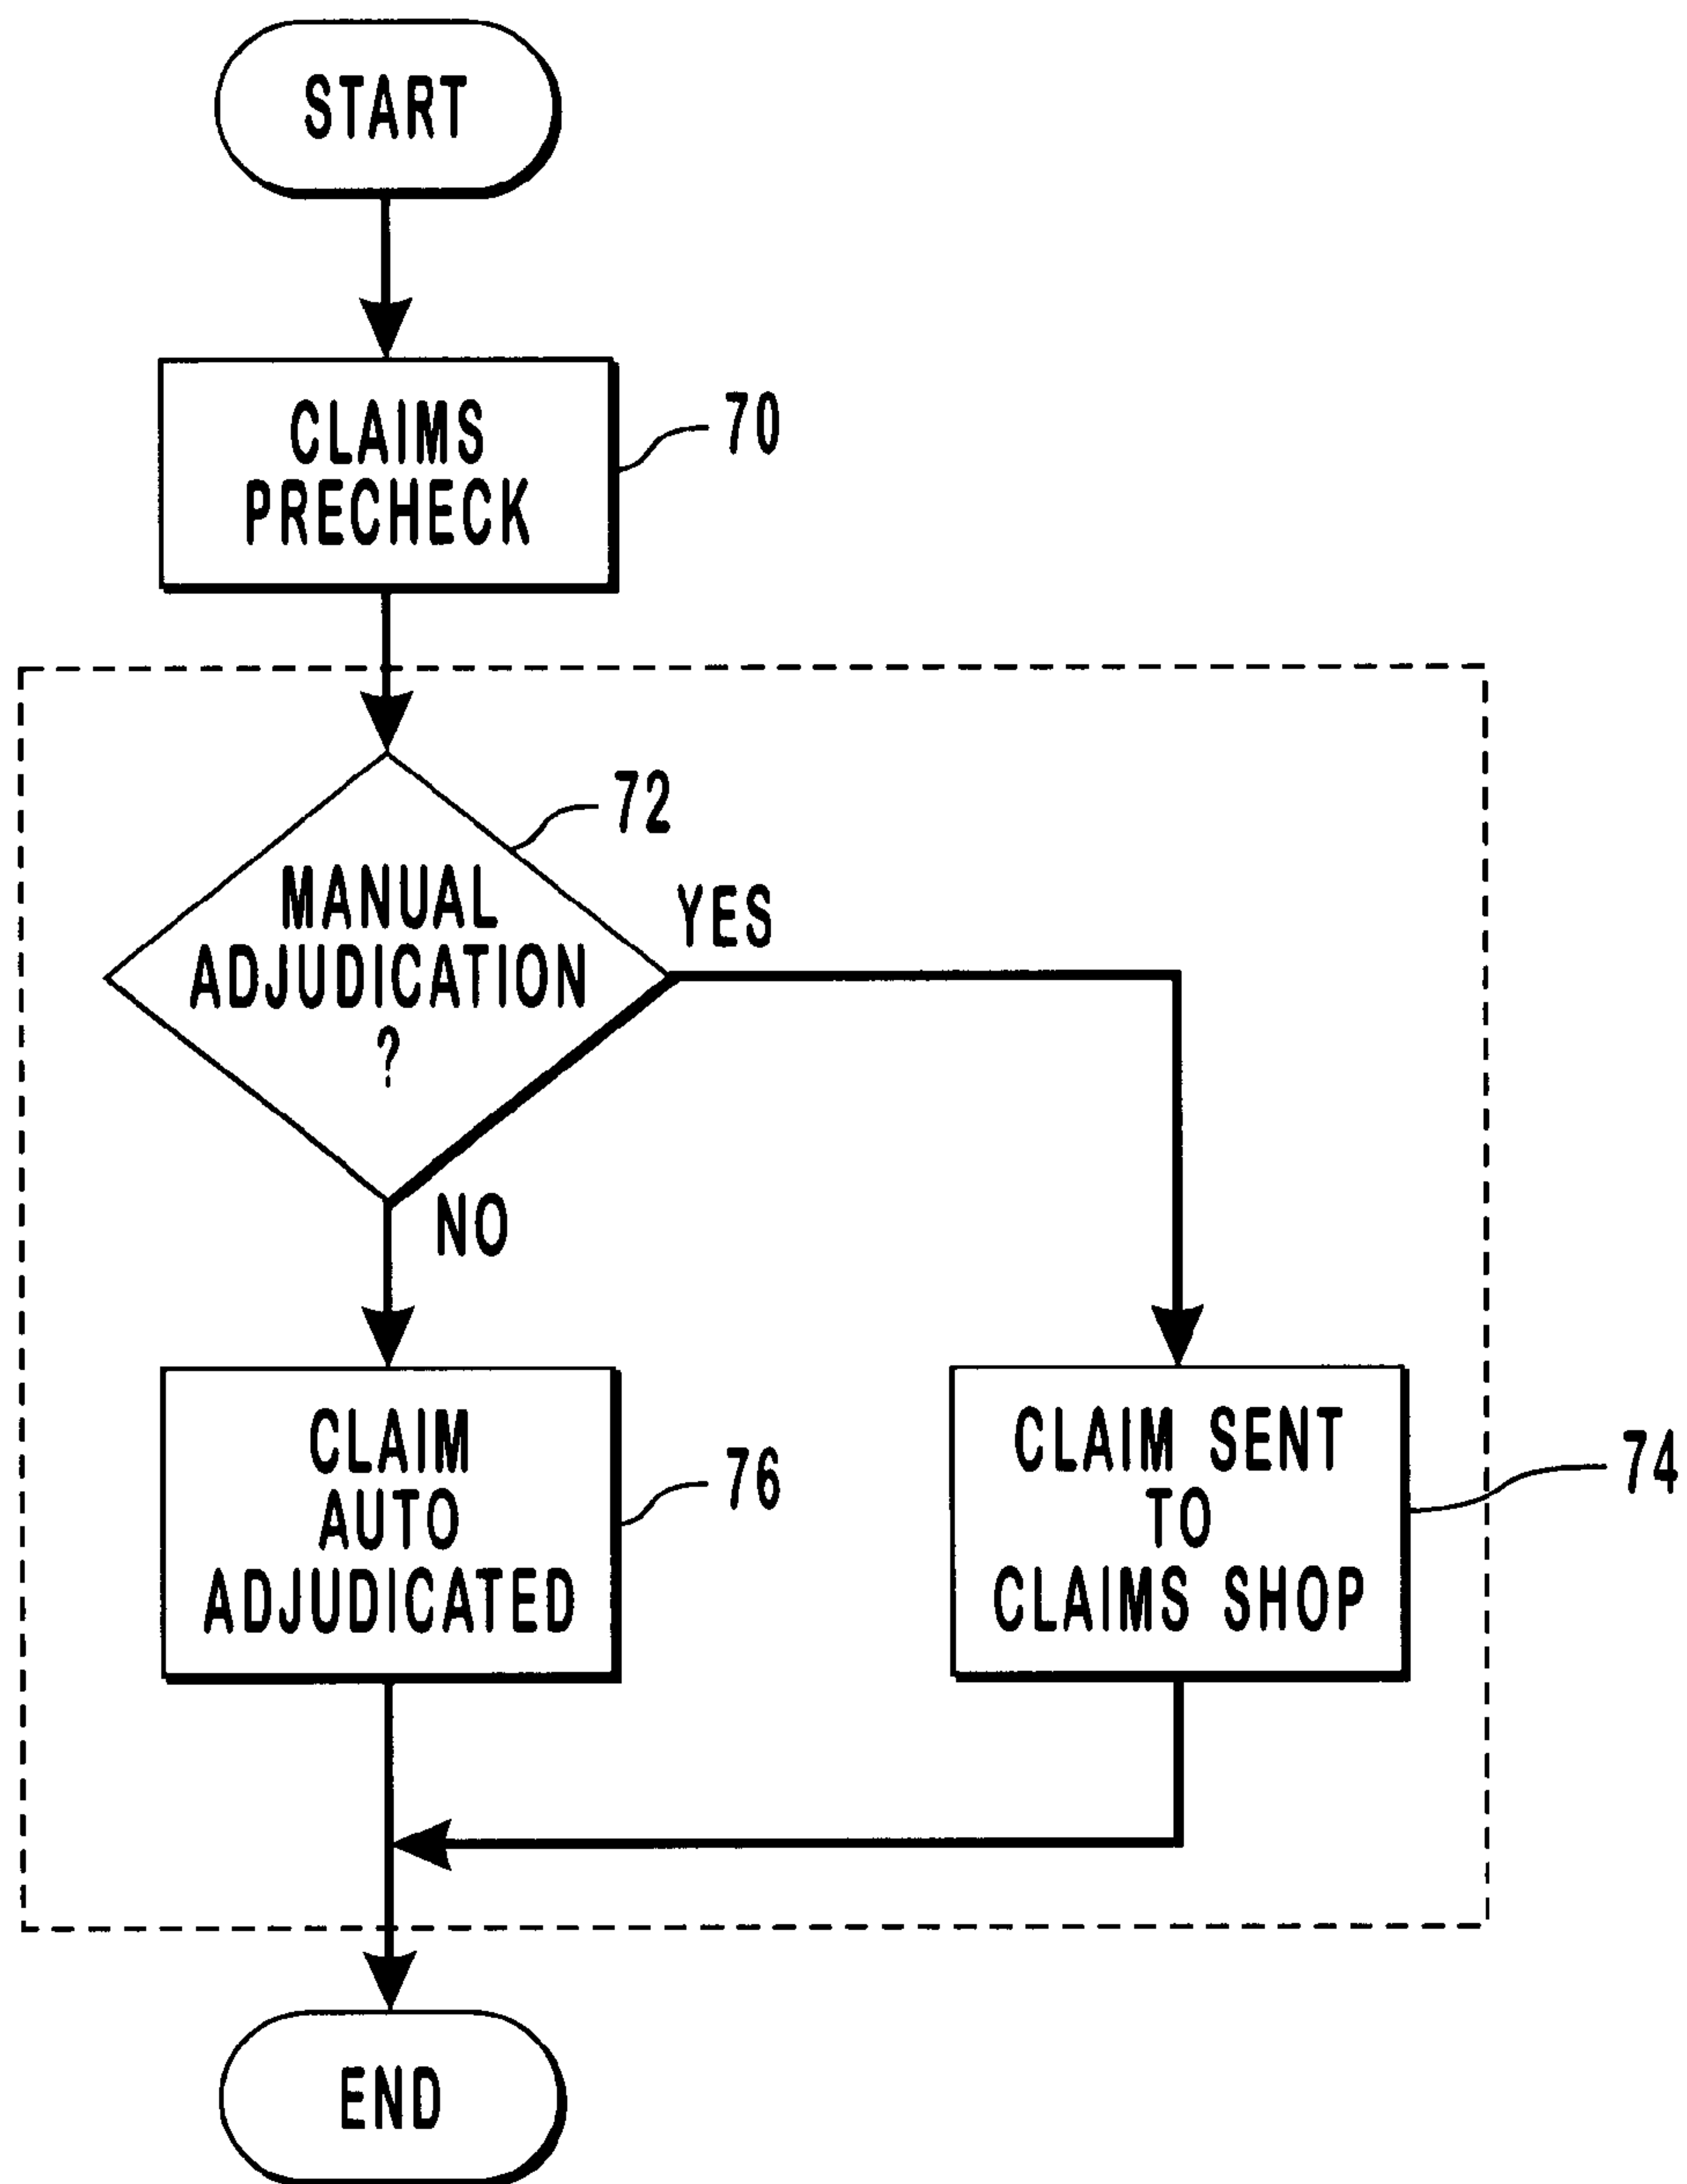 START
CLAIMS
PRECHECK
70
72
MANUAL
ADJUDICATION
?
YES
NO
CLAIM
AUTO
ADJUDICATED
76
CLAIM SENT
TO
CLAIMS SHOP
74
END